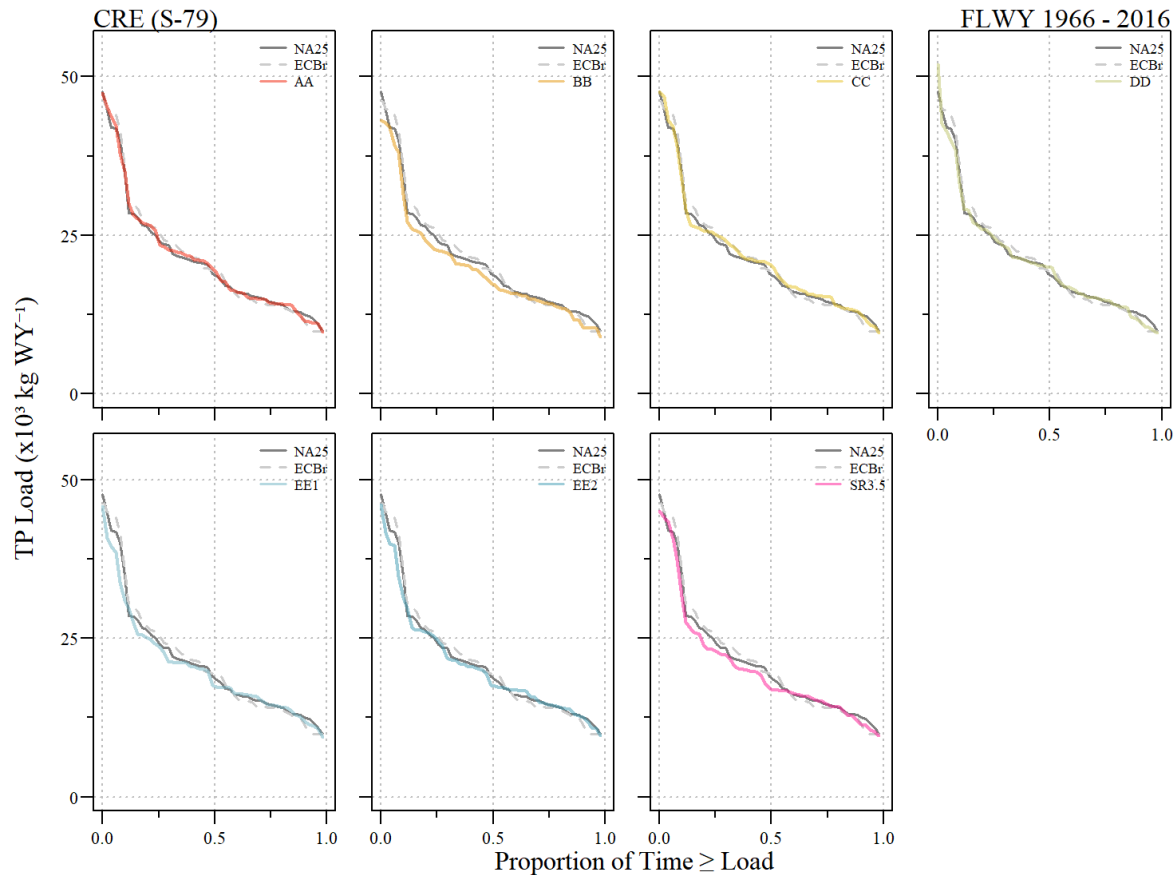 CRE (S-79)
FLWY 1966 - 2016
NA25
ECBr
AA
NA25
ECBr
BB
NA25
ECBr
CC
NA25
ECBr
DD
50
25
0
0.0
0.5
1.0
NA25
ECBr
EE1
NA25
ECBr
EE2
NA25
ECBr
SR3.5
50
25
0
0.0
0.5
1.0
0.0
0.5
1.0
0.0
0.5
1.0
TP Load (x10³ kg WY⁻¹)
Proportion of Time ≥ Load